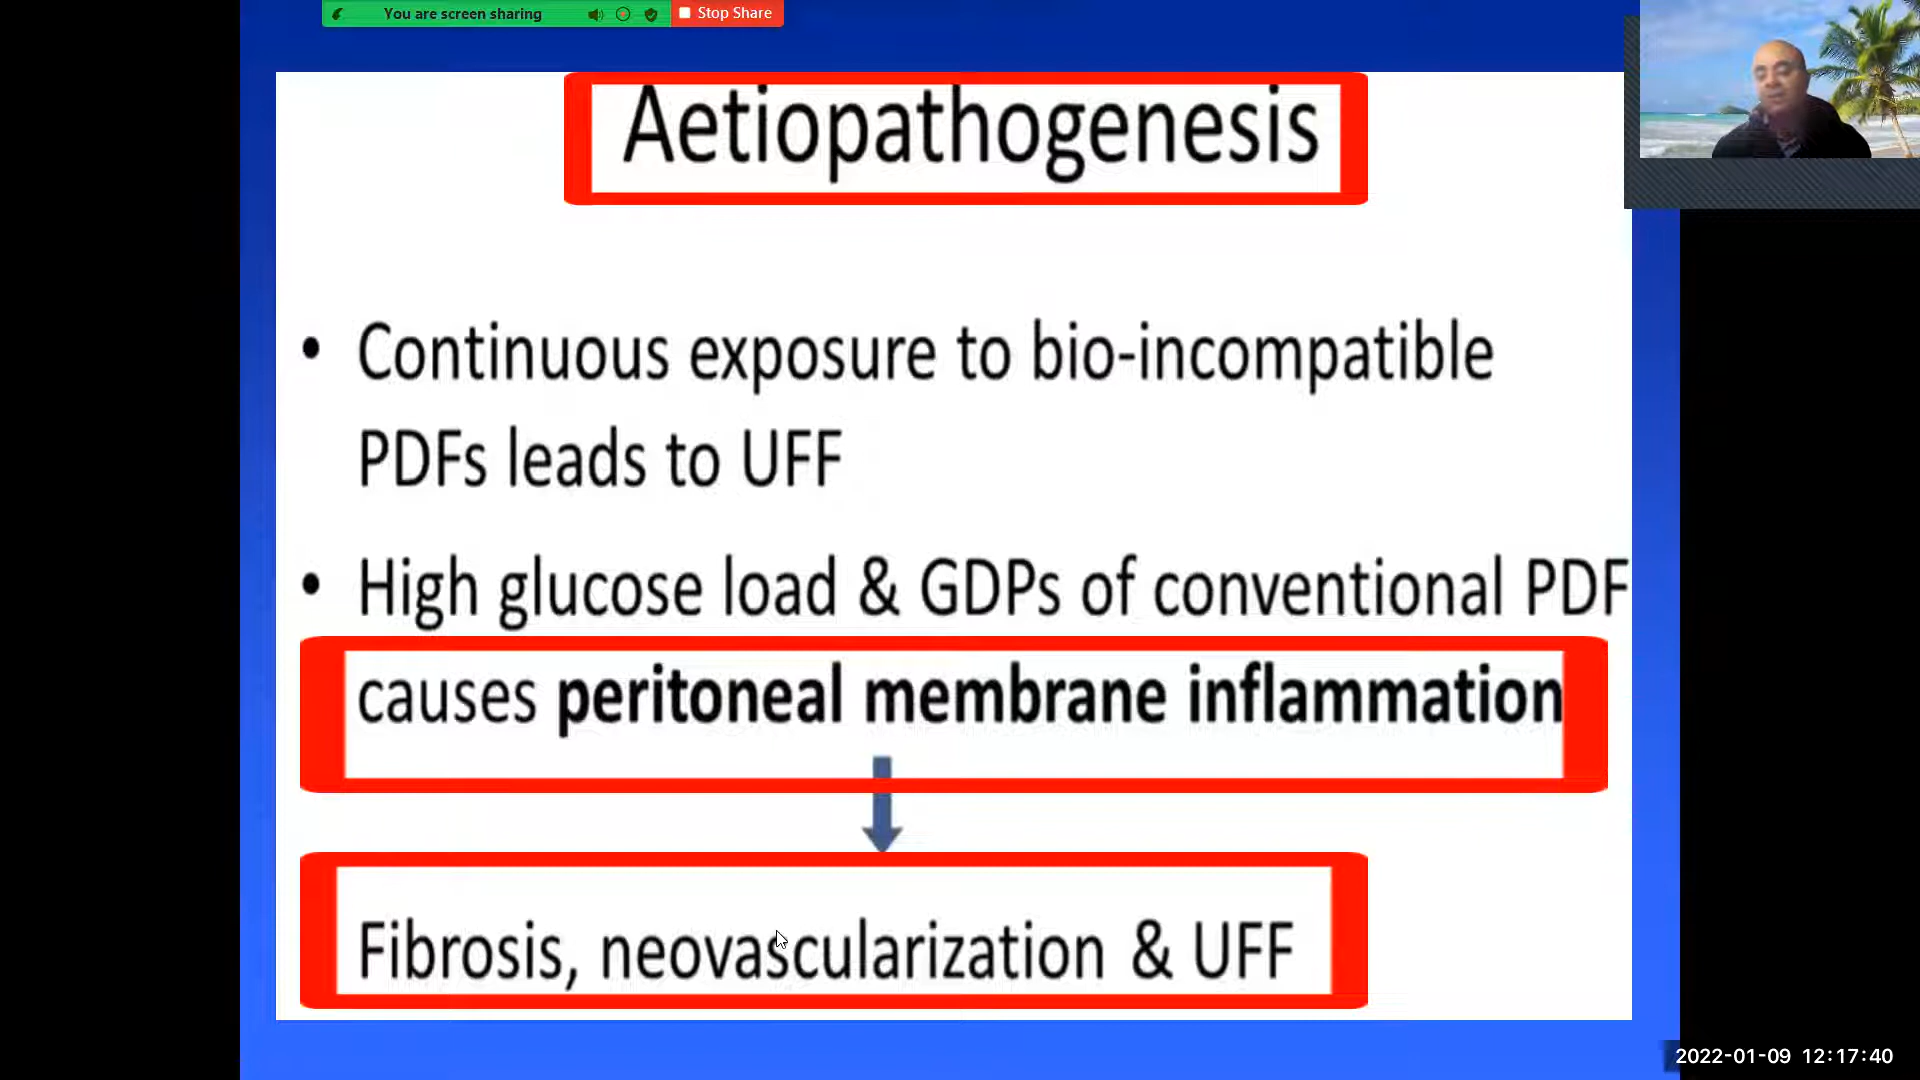 You are screen sharing
Stop Share
Aetiopathogenesis
• Continuous exposure to bio-incompatible
PDFs leads to UFF
• High glucose load & GDPs of conventional PDF
causes peritoneal membrane inflammation
Fibrosis, neovascularization & UFF
2022-01-09 12:17:40